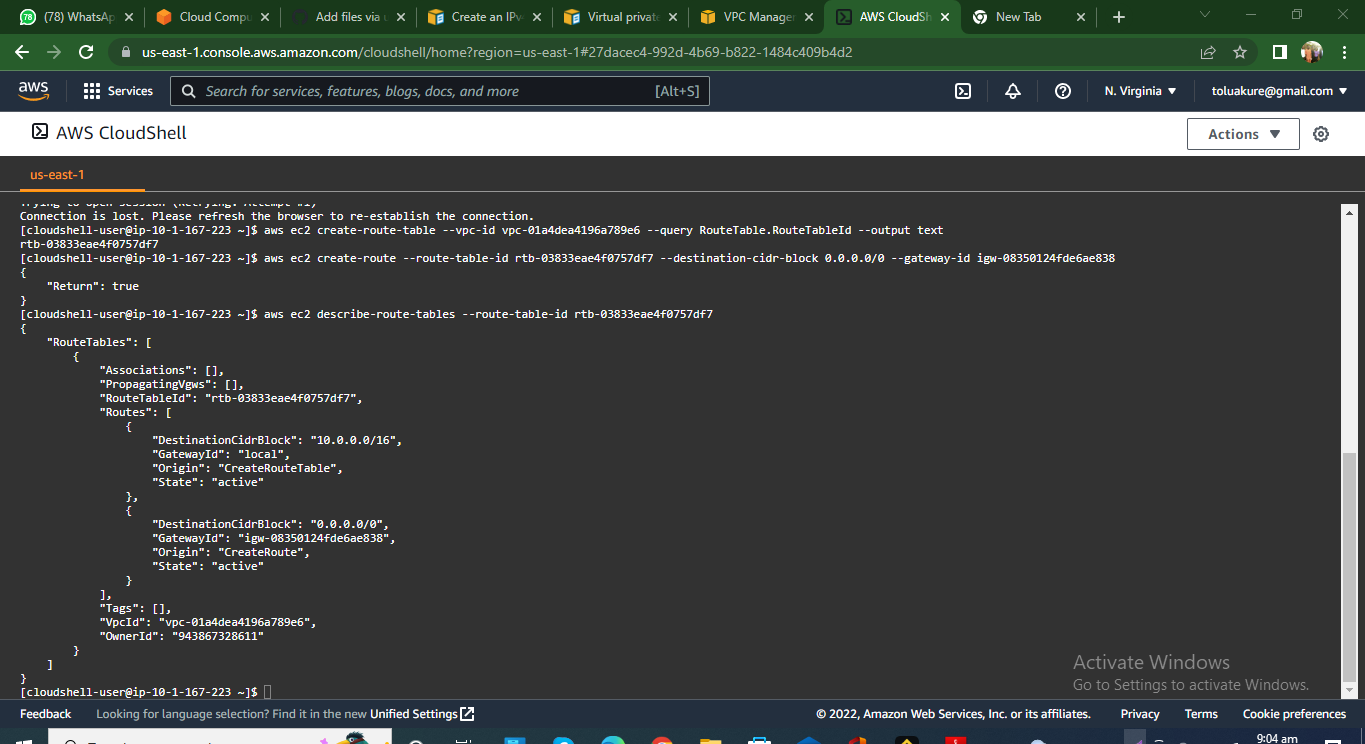 78 (78) WhatsAp
Cloud Compu
Add files via u
Create an IPv
Virtual private
VPC Manager
AWS CloudSh
New Tab
us-east-1.console.aws.amazon.com/cloudshell/home?region=us-east-1#27dacec4-992d-4b69-b822-1484c409b4d2
aws
Services
Search for services, features, blogs, docs, and more
[Alt+S]
N. Virginia
toluakure@gmail.com
AWS CloudShell
Actions
us-east-1
Trying to open session (Retrying: Attempt #1)
Connection is lost. Please refresh the browser to re-establish the connection.
[cloudshell-user@ip-10-1-167-223 ~]$ aws ec2 create-route-table --vpc-id vpc-01a4dea4196a789e6 --query RouteTable.RouteTableId --output text
rtb-03833eae4f0757df7
[cloudshell-user@ip-10-1-167-223 ~]$ aws ec2 create-route --route-table-id rtb-03833eae4f0757df7 --destination-cidr-block 0.0.0.0/0 --gateway-id igw-08350124fde6ae838
{
"Return": true
}
[cloudshell-user@ip-10-1-167-223 ~]$ aws ec2 describe-route-tables --route-table-id rtb-03833eae4f0757df7
{
"RouteTables": [
{
"Associations": [],
"PropagatingVgws": [],
"RouteTableId": "rtb-03833eae4f0757df7",
"Routes": [
{
"DestinationCidrBlock": "10.0.0.0/16",
"GatewayId": "local",
"Origin": "CreateRouteTable",
"State": "active"
},
{
"DestinationCidrBlock": "0.0.0.0/0",
"GatewayId": "igw-08350124fde6ae838",
"Origin": "CreateRoute",
"State": "active"
}
],
"Tags": [],
"VpcId": "vpc-01a4dea4196a789e6",
"OwnerId": "943867328611"
}
]
}
[cloudshell-user@ip-10-1-167-223 ~]$
Activate Windows
Go to Settings to activate Windows.
Feedback
Looking for language selection? Find it in the new Unified Settings
© 2022, Amazon Web Services, Inc. or its affiliates.
Privacy
Terms
Cookie preferences
9:04 am